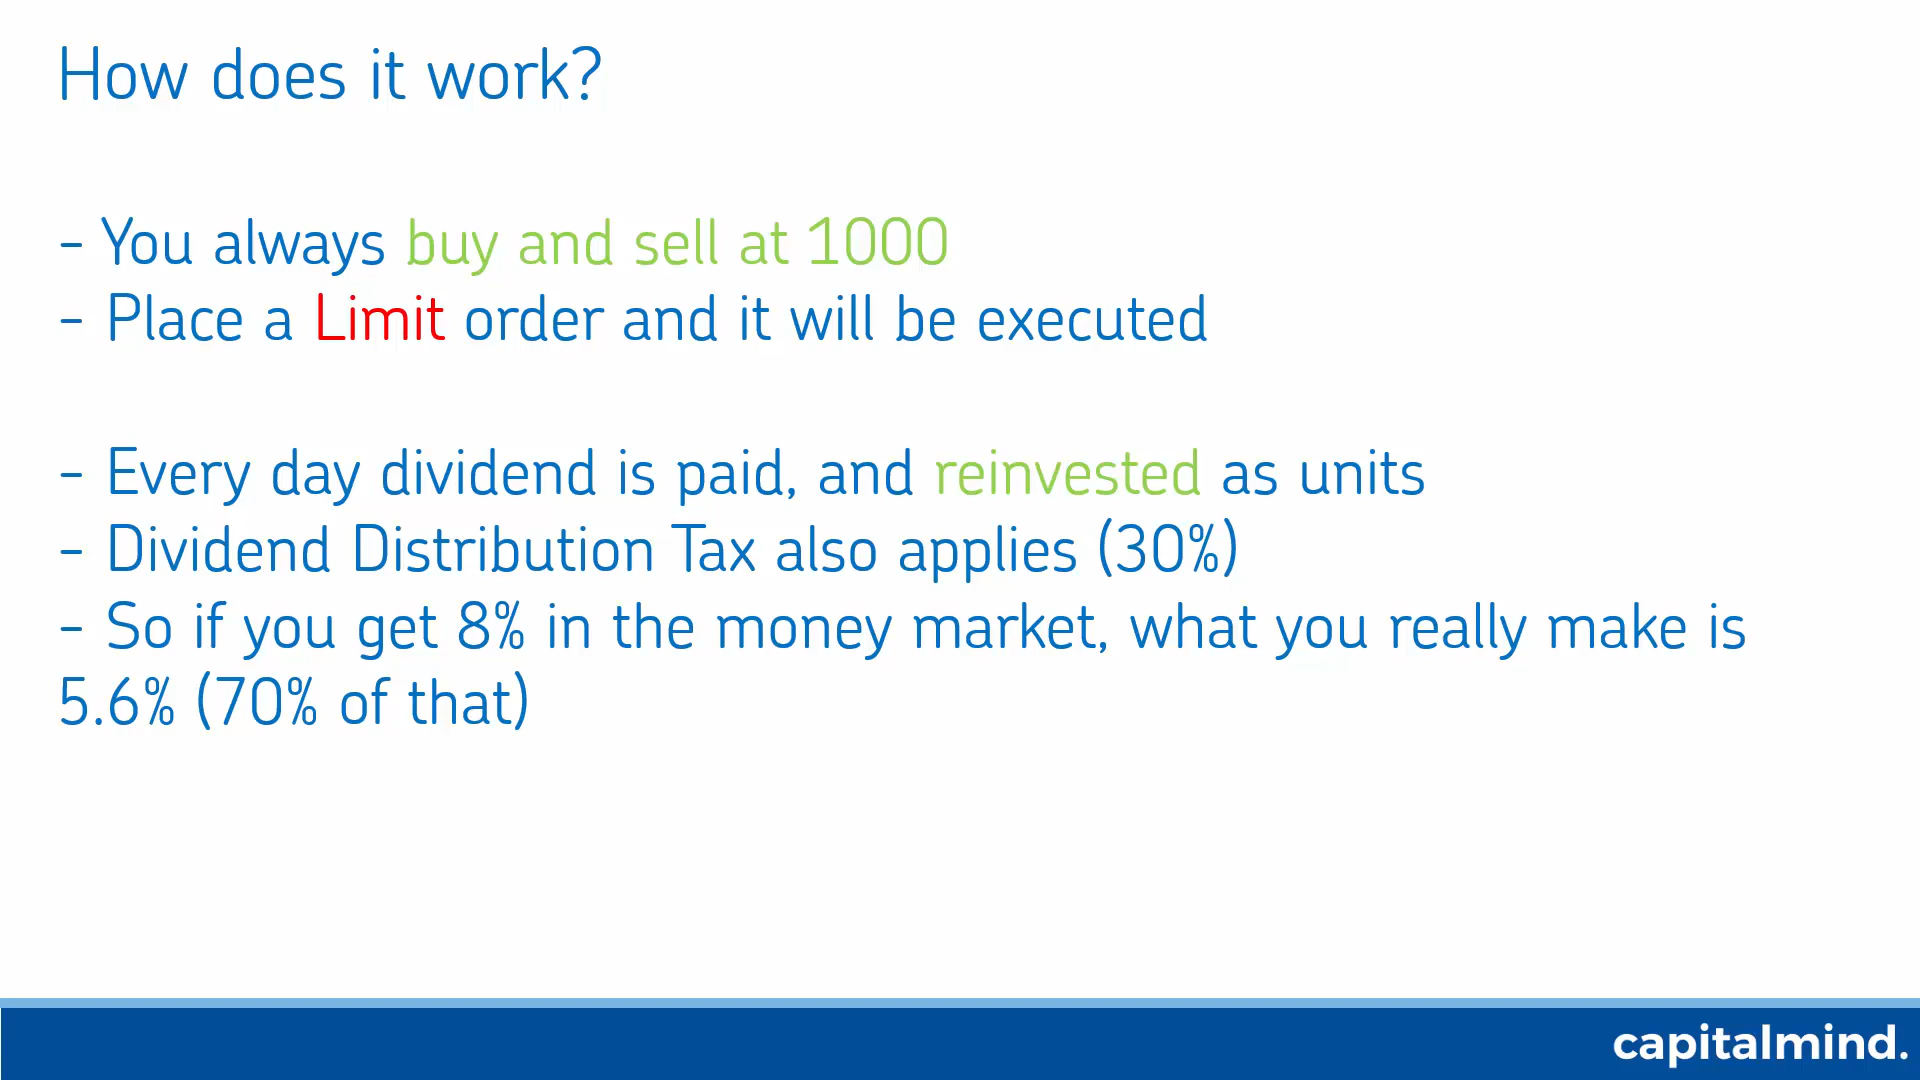 How does it work?
- You always buy and sell at 1000
- Place a Limit order and it will be executed
- Every day dividend is paid, and reinvested as units
- Dividend Distribution Tax also applies (30%)
- So if you get 8% in the money market, what you really make is
5.6% (70% of that)
capitalmind.